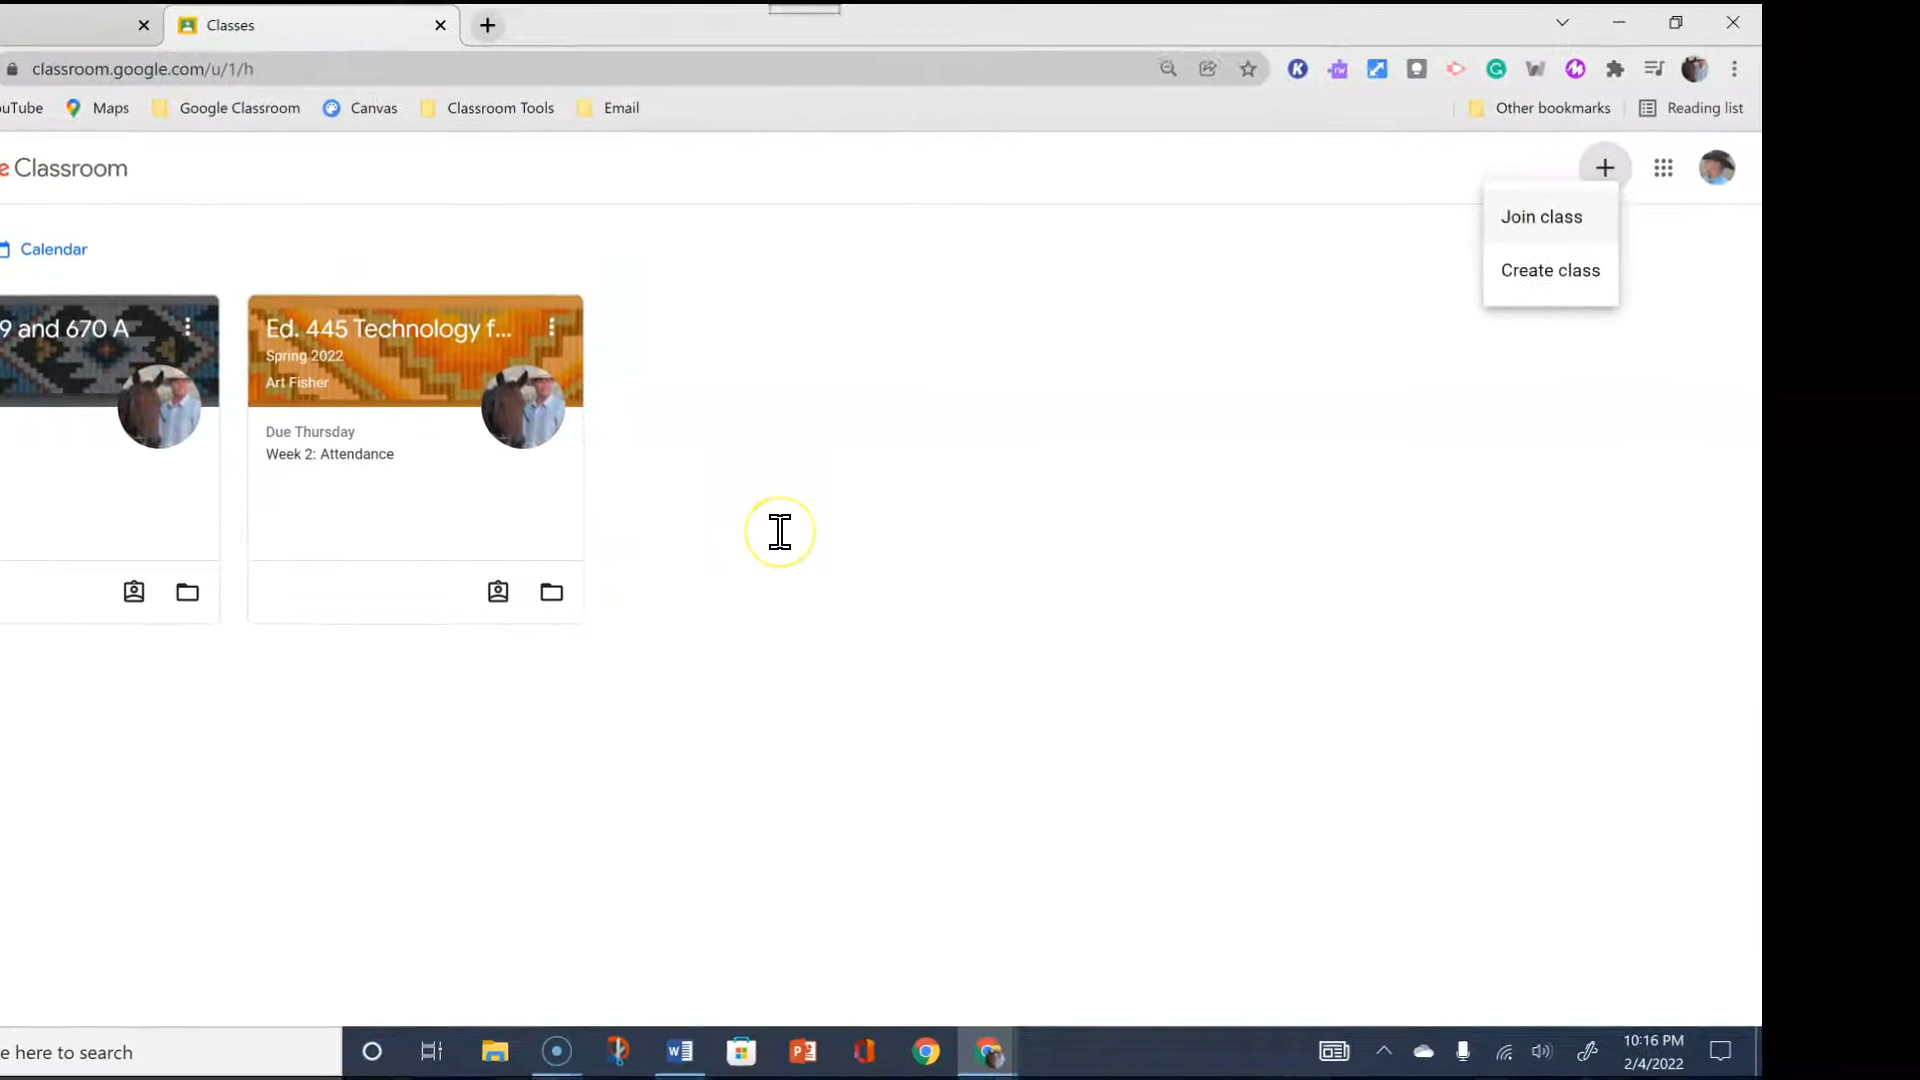 Classes
classroom.google.com/u/1/h
ouTube Maps Google Classroom Canvas Classroom Tools Email Other bookmarks Reading list
e Classroom
Join class
Create class
Calendar
9 and 670 A
Ed. 445 Technology f...
Spring 2022
Art Fisher
Due Thursday
Week 2: Attendance
e here to search
10:16 PM
2/4/2022